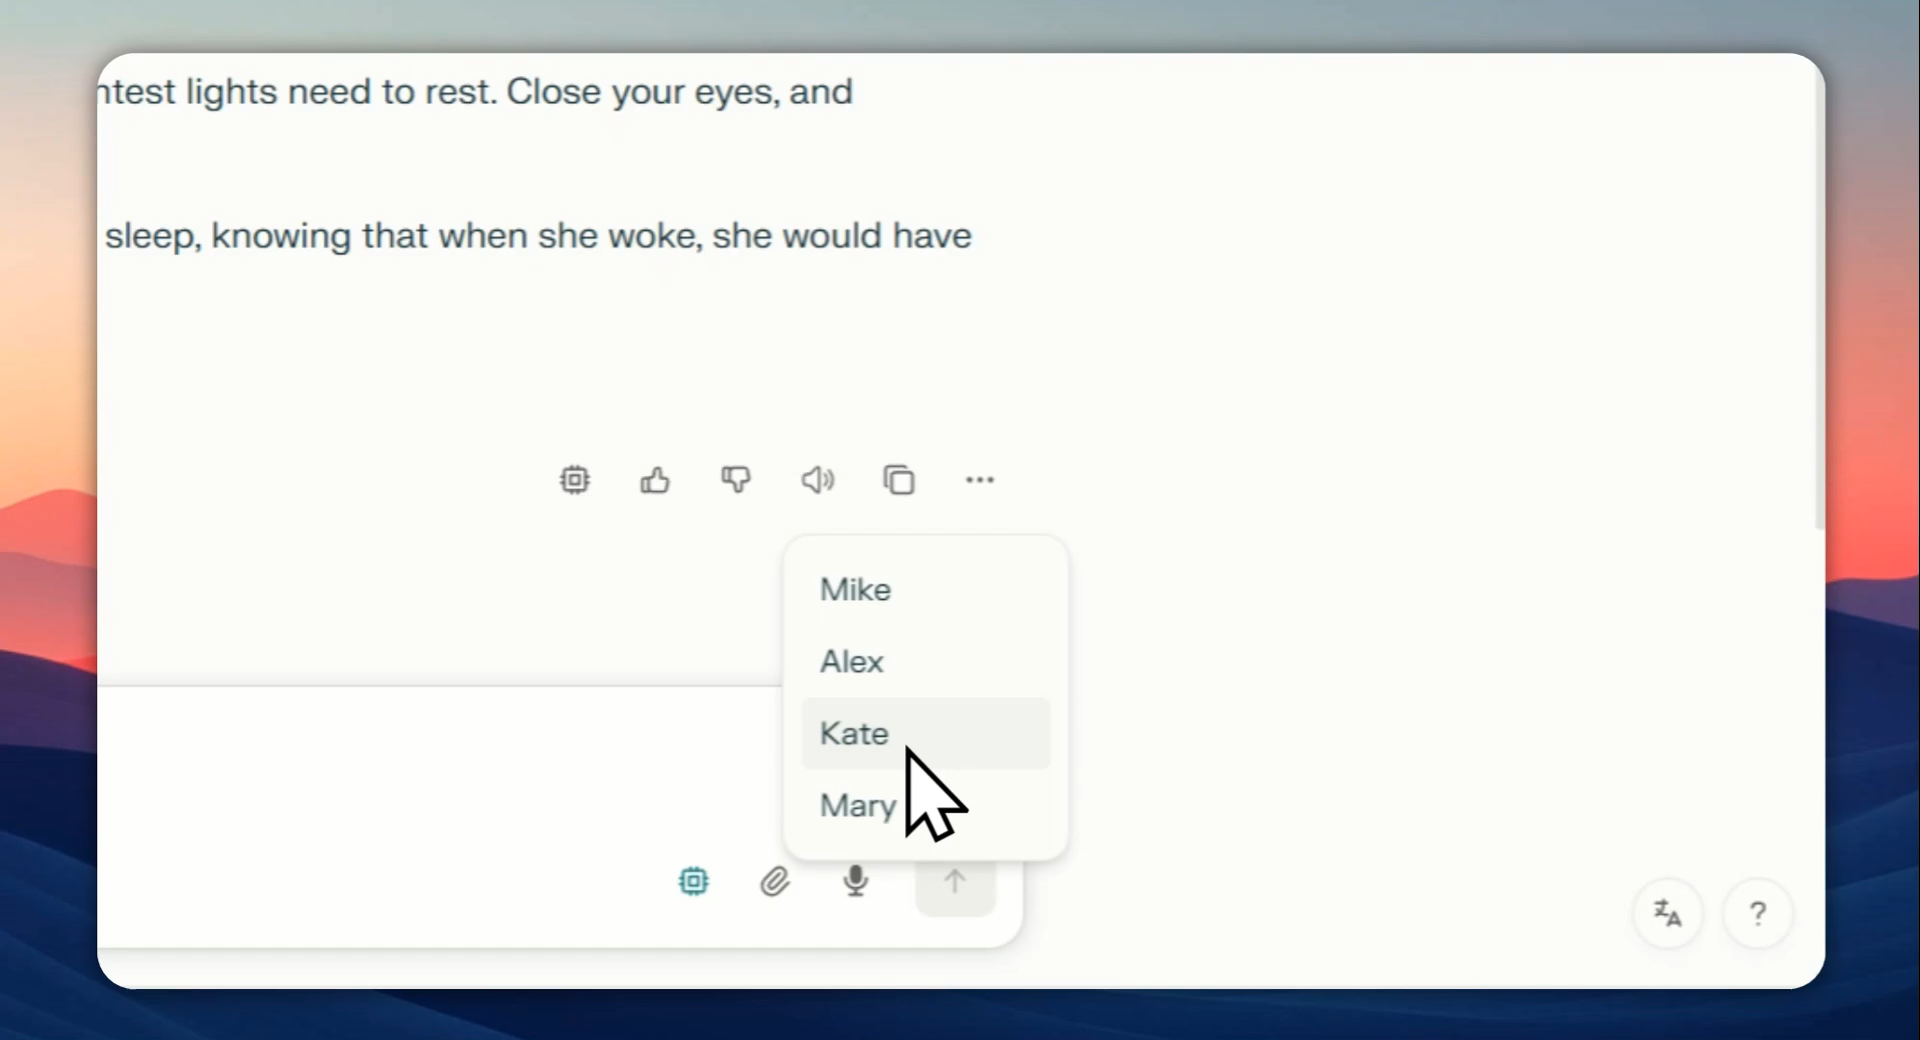 lights need to rest. Close your eyes, and
sleep, knowing that when she woke, she would have
Mike
Alex
Kate
Mary
?